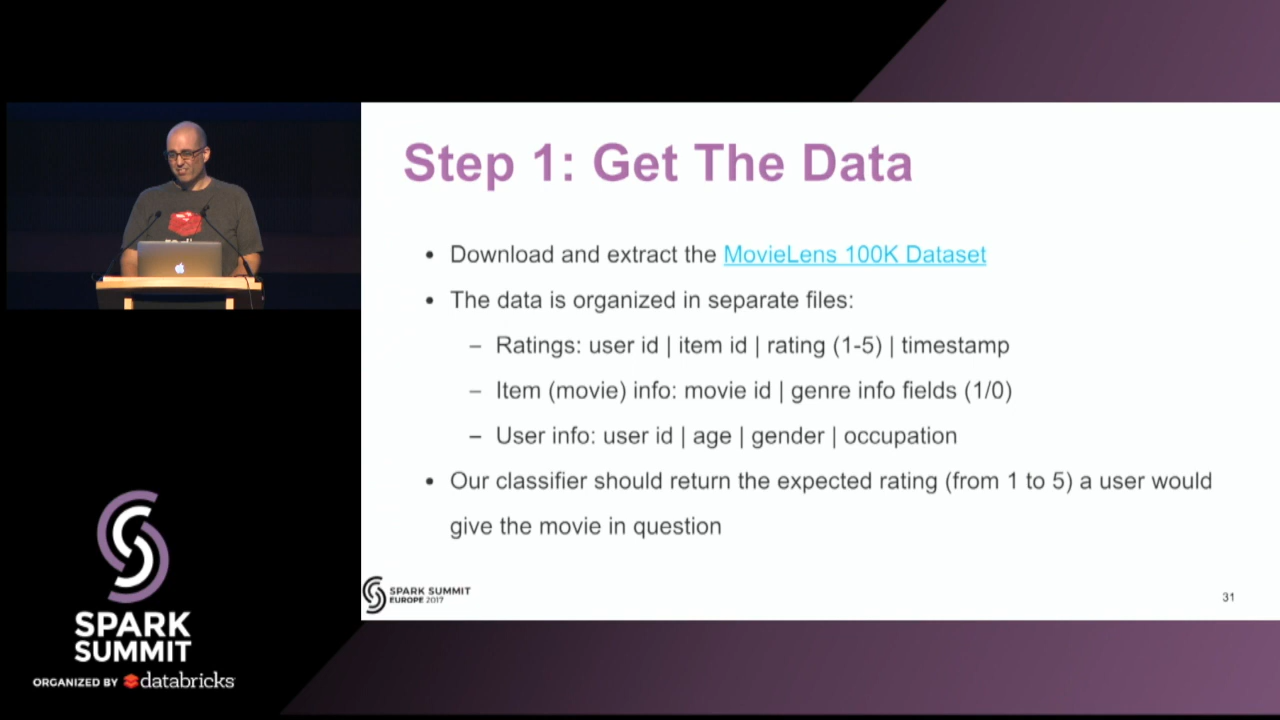 Step 1: Get The Data
• Download and extract the MovieLens 100K Dataset
• The data is organized in separate files:
– Ratings: user id | item id | rating (1-5) | timestamp
– Item (movie) info: movie id | genre info fields (1/0)
– User info: user id | age | gender | occupation
• Our classifier should return the expected rating (from 1 to 5) a user would
give the movie in question
SPARK SUMMIT
EUROPE 2017
31
SPARK
SUMMIT
ORGANIZED BY databricks